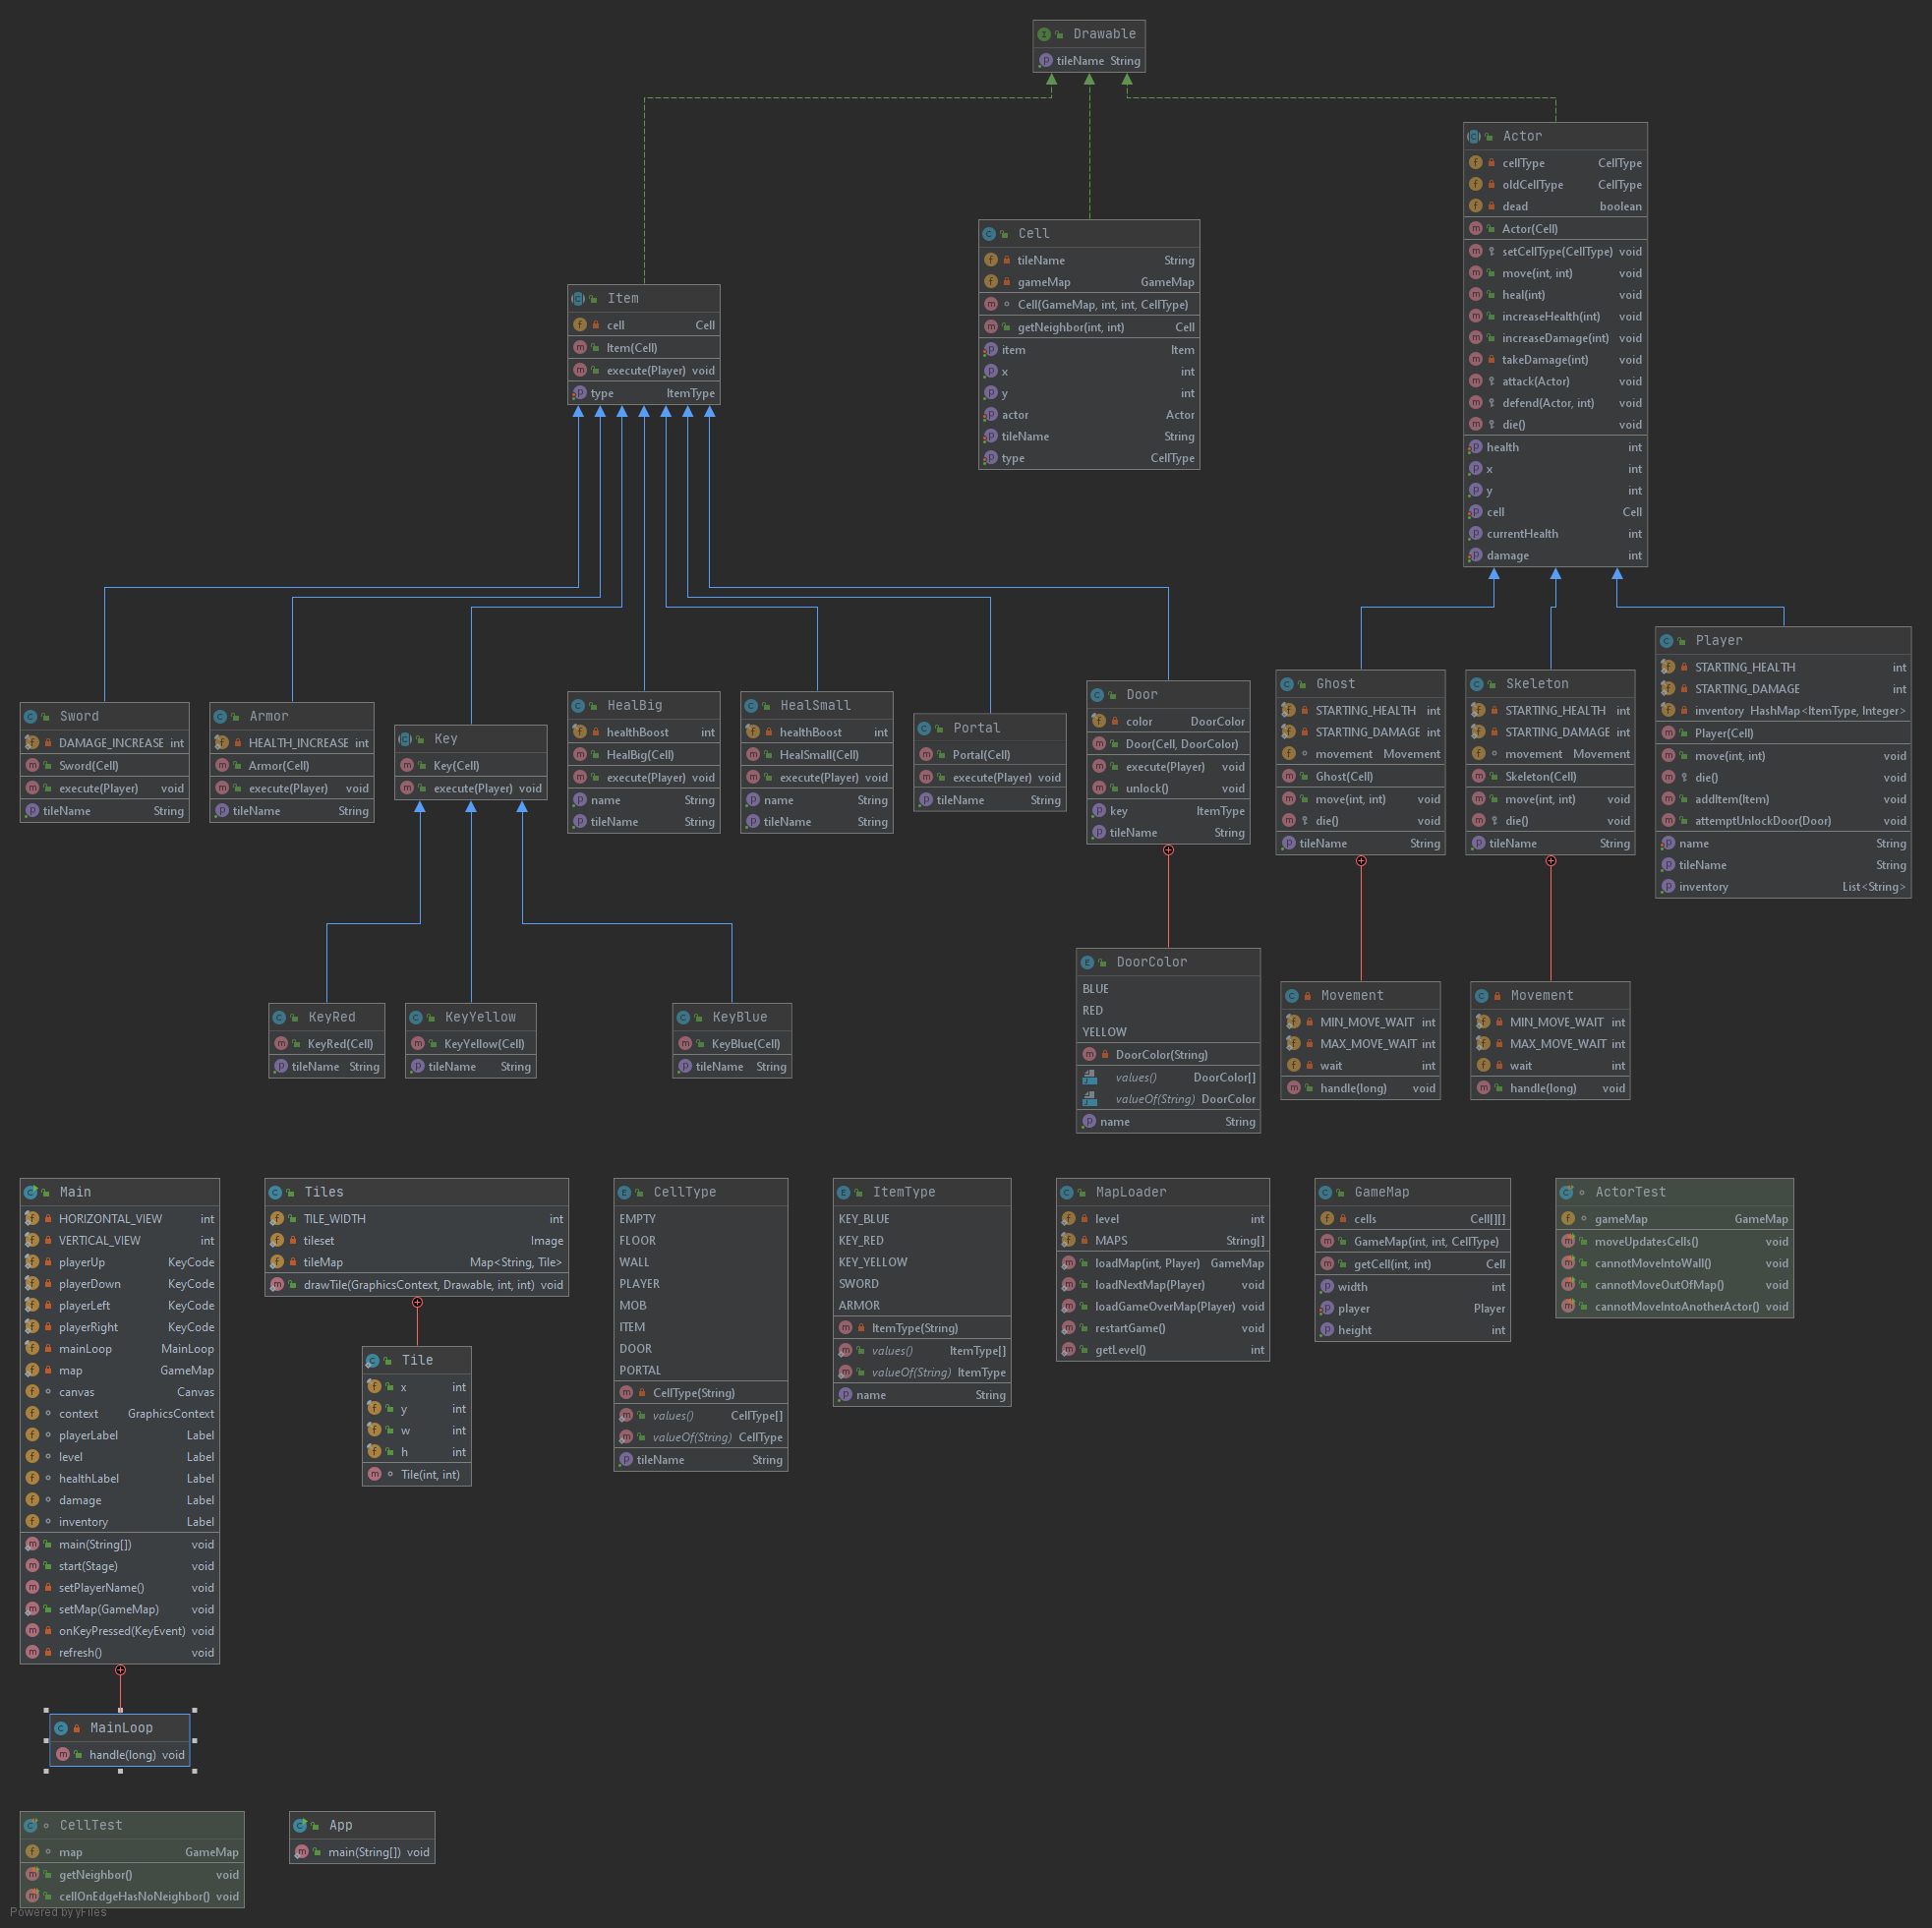 Drawable
tileName String
Actor
cellType CellType
oldCellType CellType
dead boolean
Actor(Cell)
setCellType(CellType) void
move(int, int) void
heal(int) void
increaseHealth(int) void
increaseDamage(int) void
takeDamage(int) void
attack(Actor) void
defend(Actor, int) void
die() void
health int
x int
y int
cell Cell
currentHealth int
damage int
Cell
tileName String
gameMap GameMap
Cell(GameMap, int, int, CellType)
getNeighbor(int, int) Cell
item Item
x int
y int
actor Actor
tileName String
type CellType
Item
cell Cell
Item(Cell)
execute(Player) void
type ItemType
Sword
DAMAGE_INCREASE int
Sword(Cell)
execute(Player) void
tileName String
Armor
HEALTH_INCREASE int
Armor(Cell)
execute(Player) void
tileName String
Key
Key(Cell)
execute(Player) void
HealBig
healthBoost int
HealBig(Cell)
execute(Player) void
name String
tileName String
HealSmall
healthBoost int
HealSmall(Cell)
execute(Player) void
name String
tileName String
Portal
Portal(Cell)
execute(Player) void
tileName String
Door
color DoorColor
Door(Cell, DoorColor)
execute(Player) void
unlock() void
key ItemType
tileName String
Ghost
STARTING_HEALTH int
STARTING_DAMAGE int
movement Movement
Ghost(Cell)
move(int, int) void
die() void
tileName String
Skeleton
STARTING_HEALTH int
STARTING_DAMAGE int
movement Movement
Skeleton(Cell)
move(int, int) void
die() void
tileName String
Player
STARTING_HEALTH int
STARTING_DAMAGE int
inventory HashMap<ItemType, Integer>
Player(Cell)
move(int, int) void
die() void
addItem(Item) void
attemptUnlockDoor(Door) void
name String
tileName String
inventory List<String>
KeyRed
KeyRed(Cell)
tileName String
KeyYellow
KeyYellow(Cell)
tileName String
KeyBlue
KeyBlue(Cell)
tileName String
DoorColor
BLUE
RED
YELLOW
DoorColor(String)
values() DoorColor[]
valueOf(String) DoorColor
name String
Movement
MIN_MOVE_WAIT int
MAX_MOVE_WAIT int
wait int
handle(long) void
Movement
MIN_MOVE_WAIT int
MAX_MOVE_WAIT int
wait int
handle(long) void
Main
HORIZONTAL_VIEW int
VERTICAL_VIEW int
playerUp KeyCode
playerDown KeyCode
playerLeft KeyCode
playerRight KeyCode
mainLoop MainLoop
map GameMap
canvas Canvas
context GraphicsContext
playerLabel Label
level Label
healthLabel Label
damage Label
inventory Label
main(String[]) void
start(Stage) void
setPlayerName() void
setMap(GameMap) void
onKeyPressed(KeyEvent) void
refresh() void
Tiles
TILE_WIDTH int
tileset Image
tileMap Map<String, Tile>
drawTile(GraphicsContext, Drawable, int, int) void
Tile
x int
y int
w int
h int
Tile(int, int)
CellType
EMPTY
FLOOR
WALL
PLAYER
MOB
ITEM
DOOR
PORTAL
CellType(String)
values() CellType[]
valueOf(String) CellType
tileName String
ItemType
KEY_BLUE
KEY_RED
KEY_YELLOW
SWORD
ARMOR
ItemType(String)
values() ItemType[]
valueOf(String) ItemType
name String
MapLoader
level int
MAPS String[]
loadMap(int, Player) GameMap
loadNextMap(Player) void
loadGameOverMap(Player) void
restartGame() void
getLevel() int
GameMap
cells Cell[][]
GameMap(int, int, CellType)
getCell(int, int) Cell
width int
player Player
height int
ActorTest
gameMap GameMap
moveUpdatesCells() void
cannotMoveIntoWall() void
cannotMoveOutOfMap() void
cannotMoveIntoAnotherActor() void
MainLoop
handle(long) void
CellTest
map GameMap
getNeighbor() void
cellOnEdgeHasNoNeighbor() void
App
main(String[]) void
Powered by yFiles